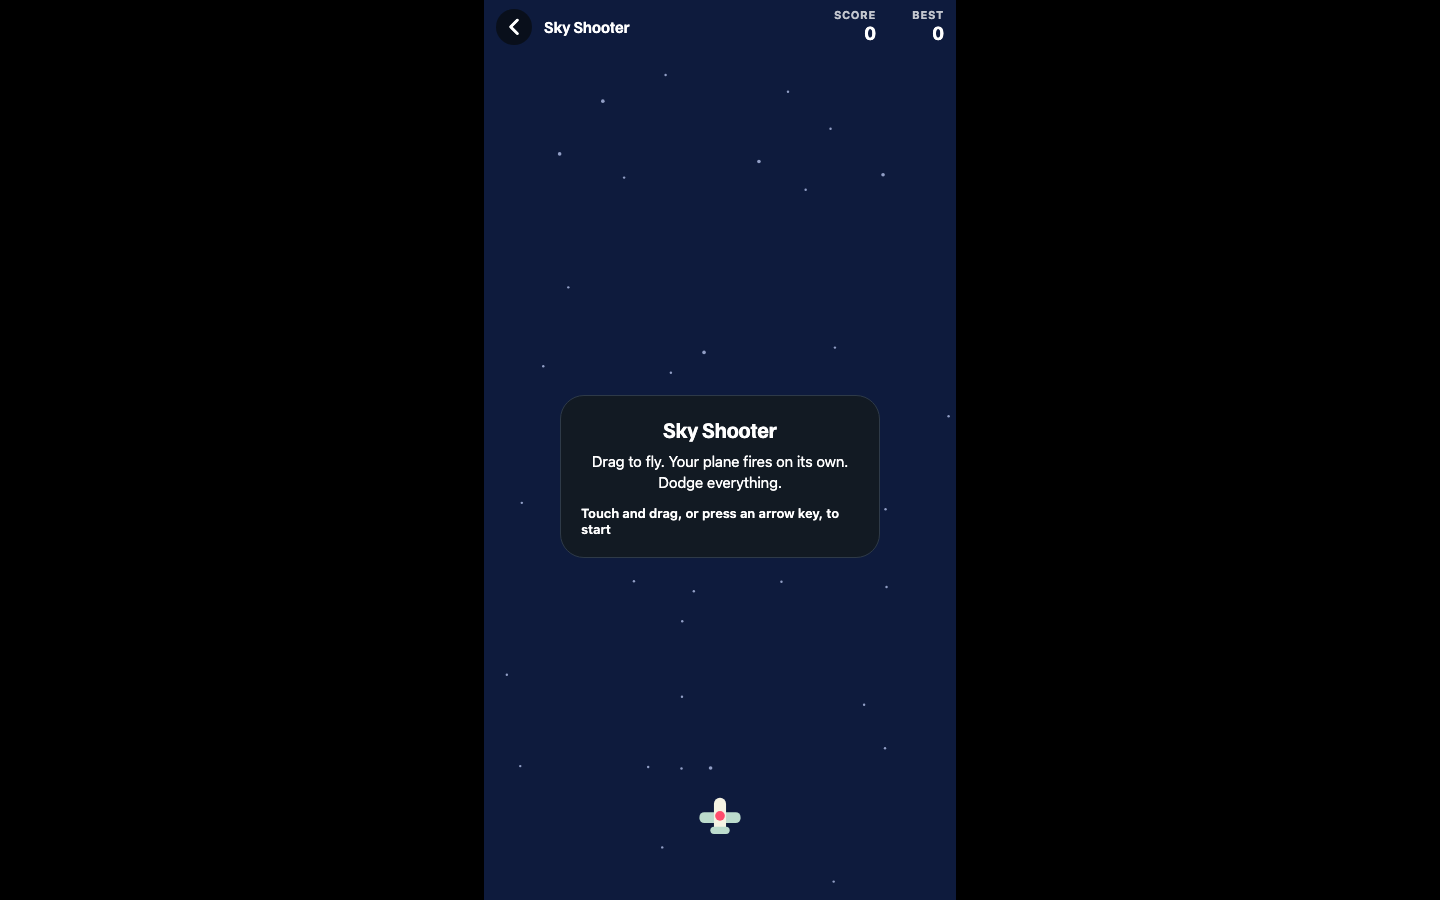 Sky Shooter
SCORE
0
BEST
0
Sky Shooter
Drag to fly. Your plane fires on its own.
Dodge everything.
Touch and drag, or press an arrow key, to
start